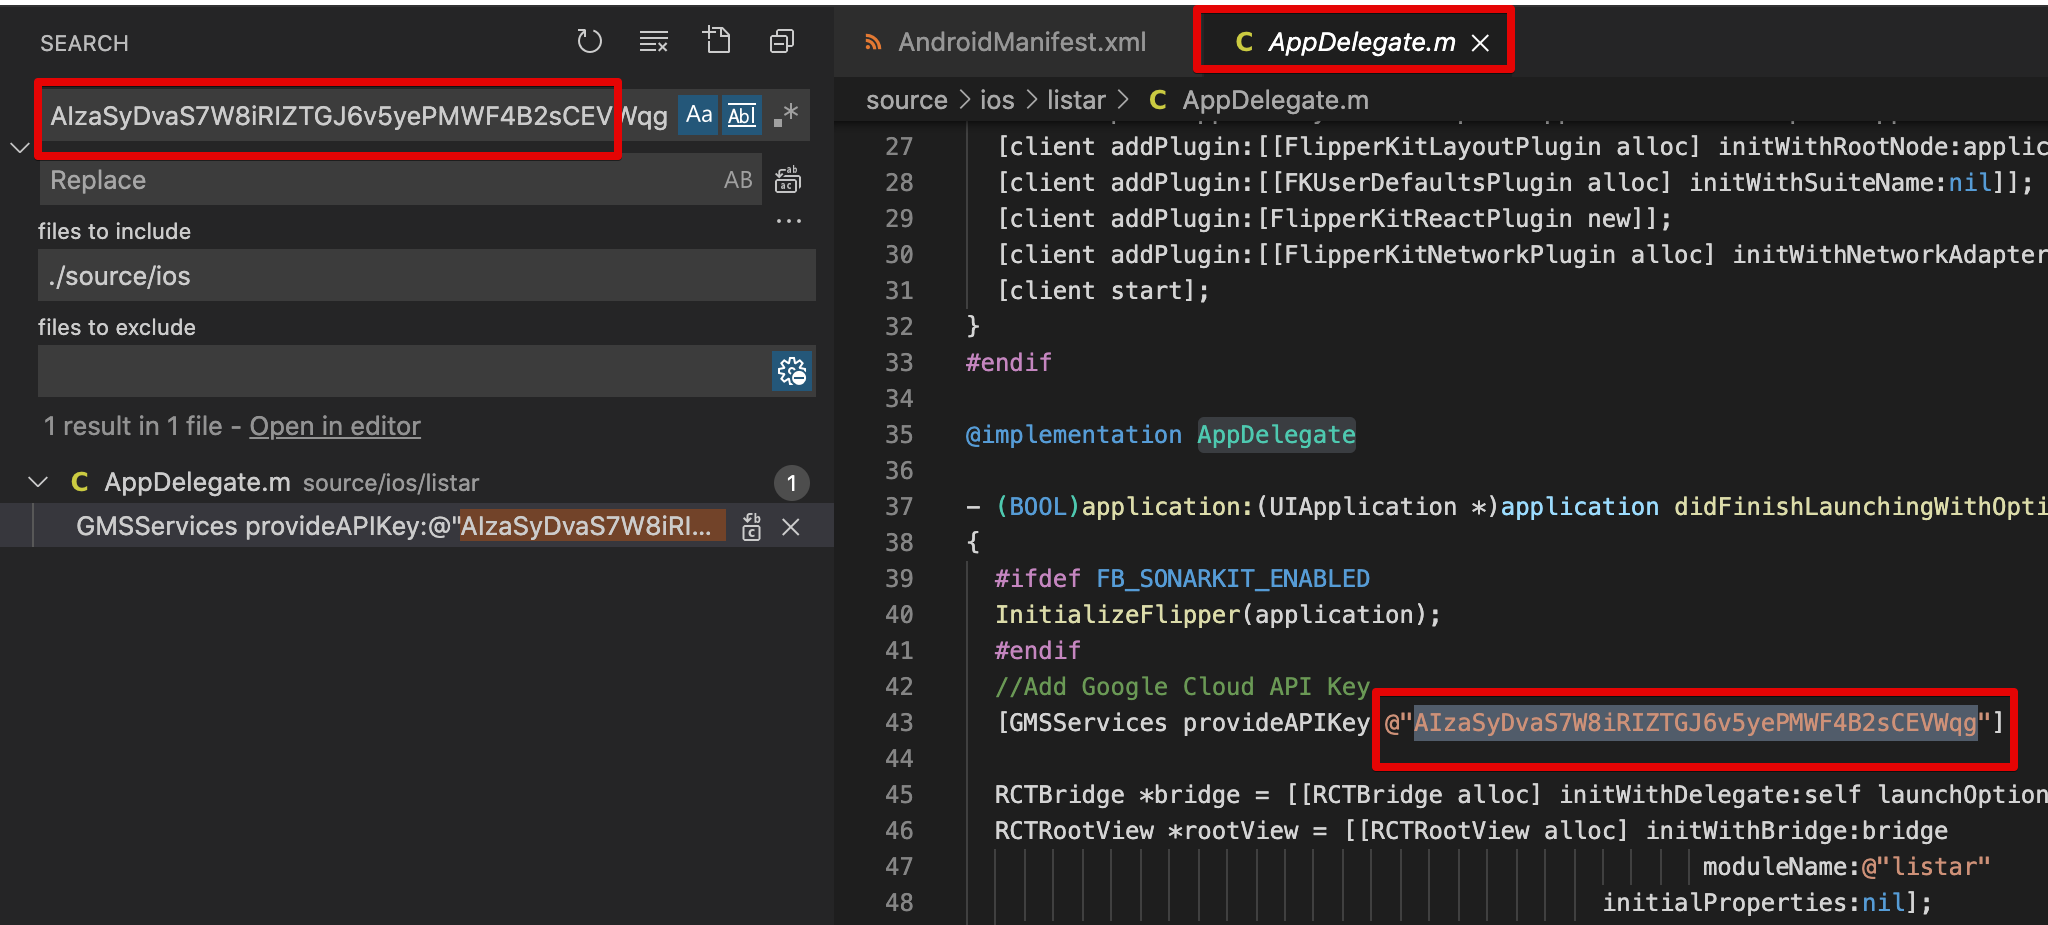 SEARCH
AIzaSyDvaS7W8iRIZTGJ6v5yePMWF4B2sCEVWqg Aa Abl .*
Replace AB
files to include
./source/ios
files to exclude
1 result in 1 file - Open in editor
C AppDelegate.m source/ios/listar 1
GMSServices provideAPIKey:@"AIzaSyDvaS7W8iRI...
AndroidManifest.xml
C AppDelegate.m
source > ios > listar > C AppDelegate.m
27 [client addPlugin:[[FlipperKitLayoutPlugin alloc] initWithRootNode:applic
28 [client addPlugin:[[FKUserDefaultsPlugin alloc] initWithSuiteName:nil]];
29 [client addPlugin:[FlipperKitReactPlugin new]];
30 [client addPlugin:[[FlipperKitNetworkPlugin alloc] initWithNetworkAdapter
31 [client start];
32 }
33 #endif
34
35 @implementation AppDelegate
36
37 - (BOOL)application:(UIApplication *)application didFinishLaunchingWithOpti
38 {
39 #ifdef FB_SONARKIT_ENABLED
40 InitializeFlipper(application);
41 #endif
42 //Add Google Cloud API Key
43 [GMSServices provideAPIKey @"AIzaSyDvaS7W8iRIZTGJ6v5yePMWF4B2sCEVWqg"]
44
45 RCTBridge *bridge = [[RCTBridge alloc] initWithDelegate:self launchOption
46 RCTRootView *rootView = [[RCTRootView alloc] initWithBridge:bridge
47 moduleName:@"listar"
48 initialProperties:nil];